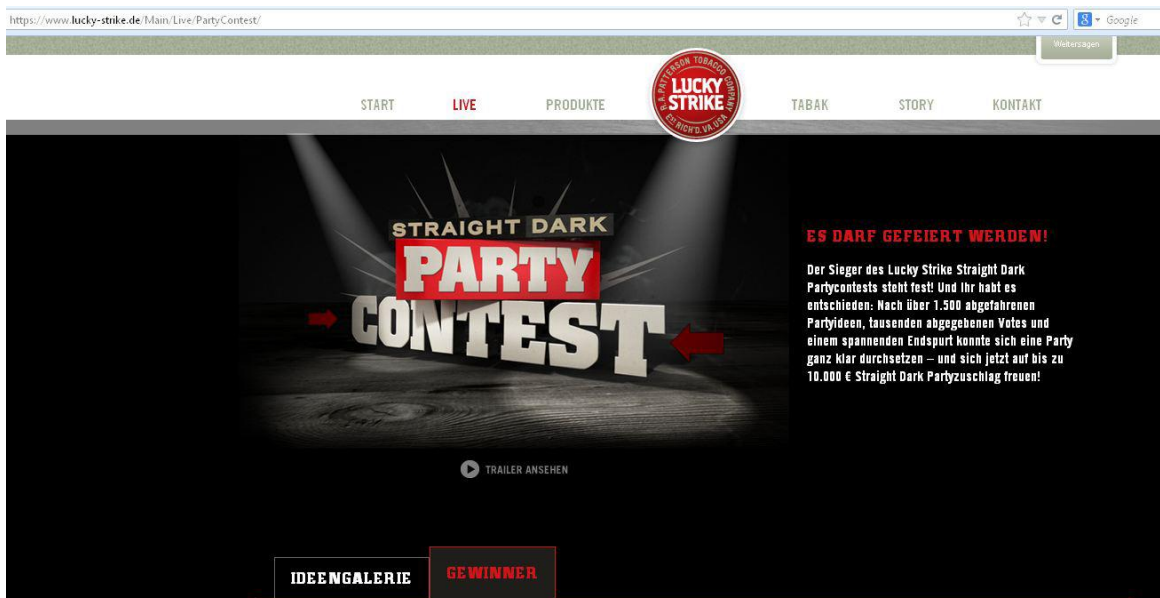 https://www.lucky-strike.de/Main/Live/PartyContest/
Google
Weitersagen
START
LIVE
PRODUKTE
R.A. PATTERSON TOBACCO COMPANY
LUCKY
STRIKE
EST RICH'D. VA. USA
TABAK
STORY
KONTAKT
STRAIGHT DARK
PARTY
CONTEST
ES DARF GEFEIERT WERDEN!
Der Sieger des Lucky Strike Straight Dark
Partycontests steht fest! Und Ihr habt es
entschieden: Nach über 1.500 abgefahrenen
Partyideen, tausenden abgegebenen Votes und
einem spannenden Endspurt konnte sich eine Party
ganz klar durchsetzen – und sich jetzt auf bis zu
10.000 € Straight Dark Partyzuschlag freuen!
TRAILER ANSEHEN
IDEENGALERIE
GEWINNER